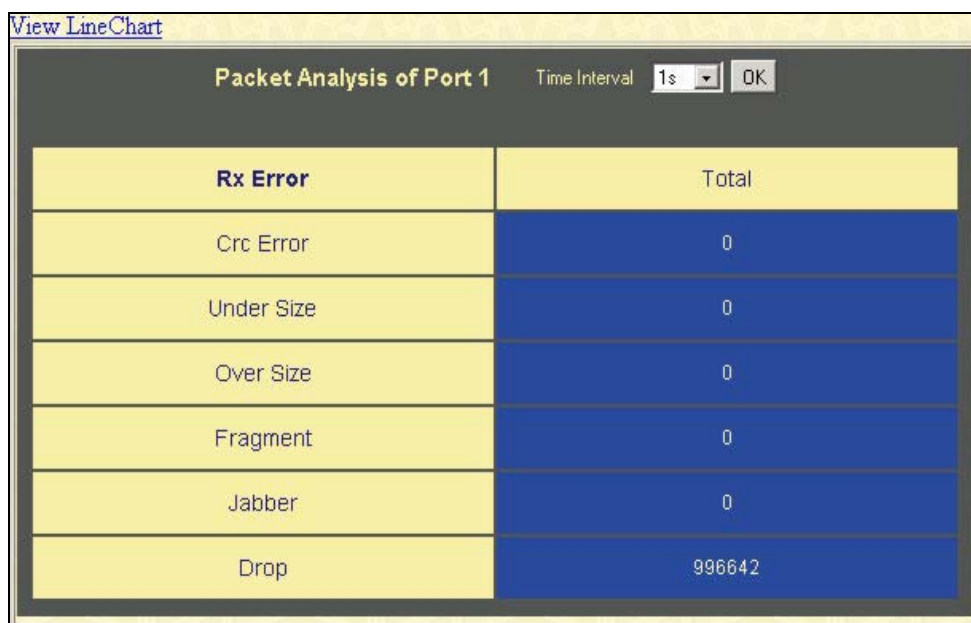 View LineChart
Packet Analysis of Port 1 Time Interval 1s OK
Rx Error Total
Crc Error 0
Under Size 0
Over Size 0
Fragment 0
Jabber 0
Drop 996642